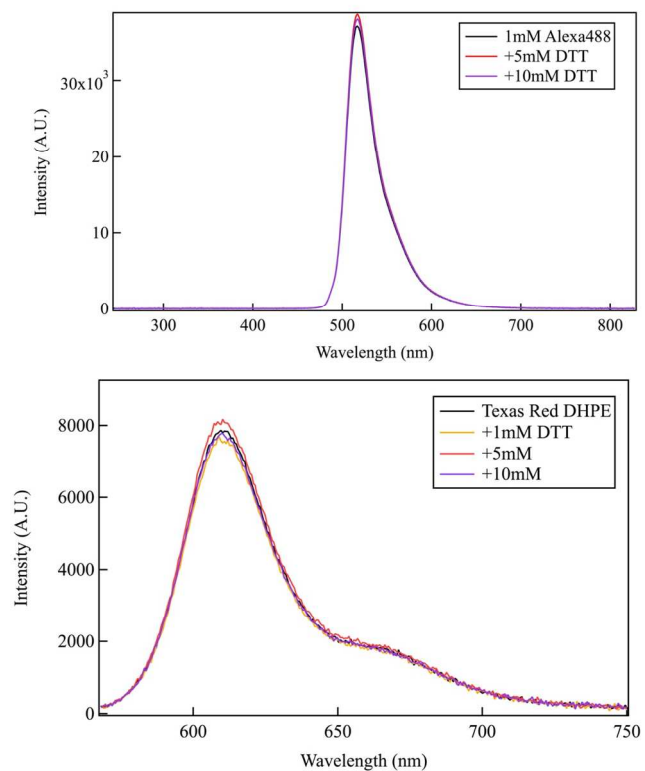 1mM Alexa488
+5mM DTT
+10mM DTT
30x10³
20
10
0
Intensity (A.U.)
300 400 500 600 700 800
Wavelength (nm)
Texas Red DHPE
+1mM DTT
+5mM
+10mM
8000
6000
4000
2000
0
Intensity (A.U.)
600 650 700 750
Wavelength (nm)